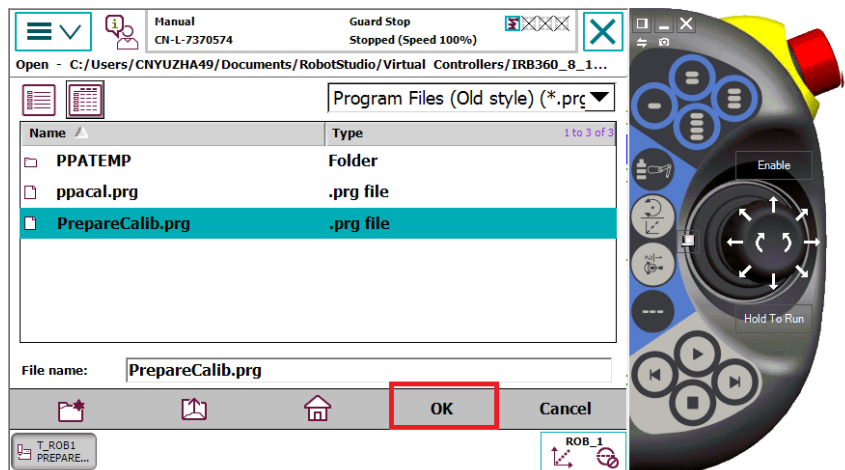 Manual
CN-L-7370574
Guard Stop
Stopped (Speed 100%)
Open - C:/Users/CNYUZHA49/Documents/RobotStudio/Virtual Controllers/IRB360_8_1...
Program Files (Old style) (*.prg
Name
Type
1 to 3 of 3
PPATEMP
Folder
ppacal.prg
.prg file
PrepareCalib.prg
.prg file
File name:
PrepareCalib.prg
OK
Cancel
T_ROB1
PREPARE...
ROB_1
Enable
Hold To Run